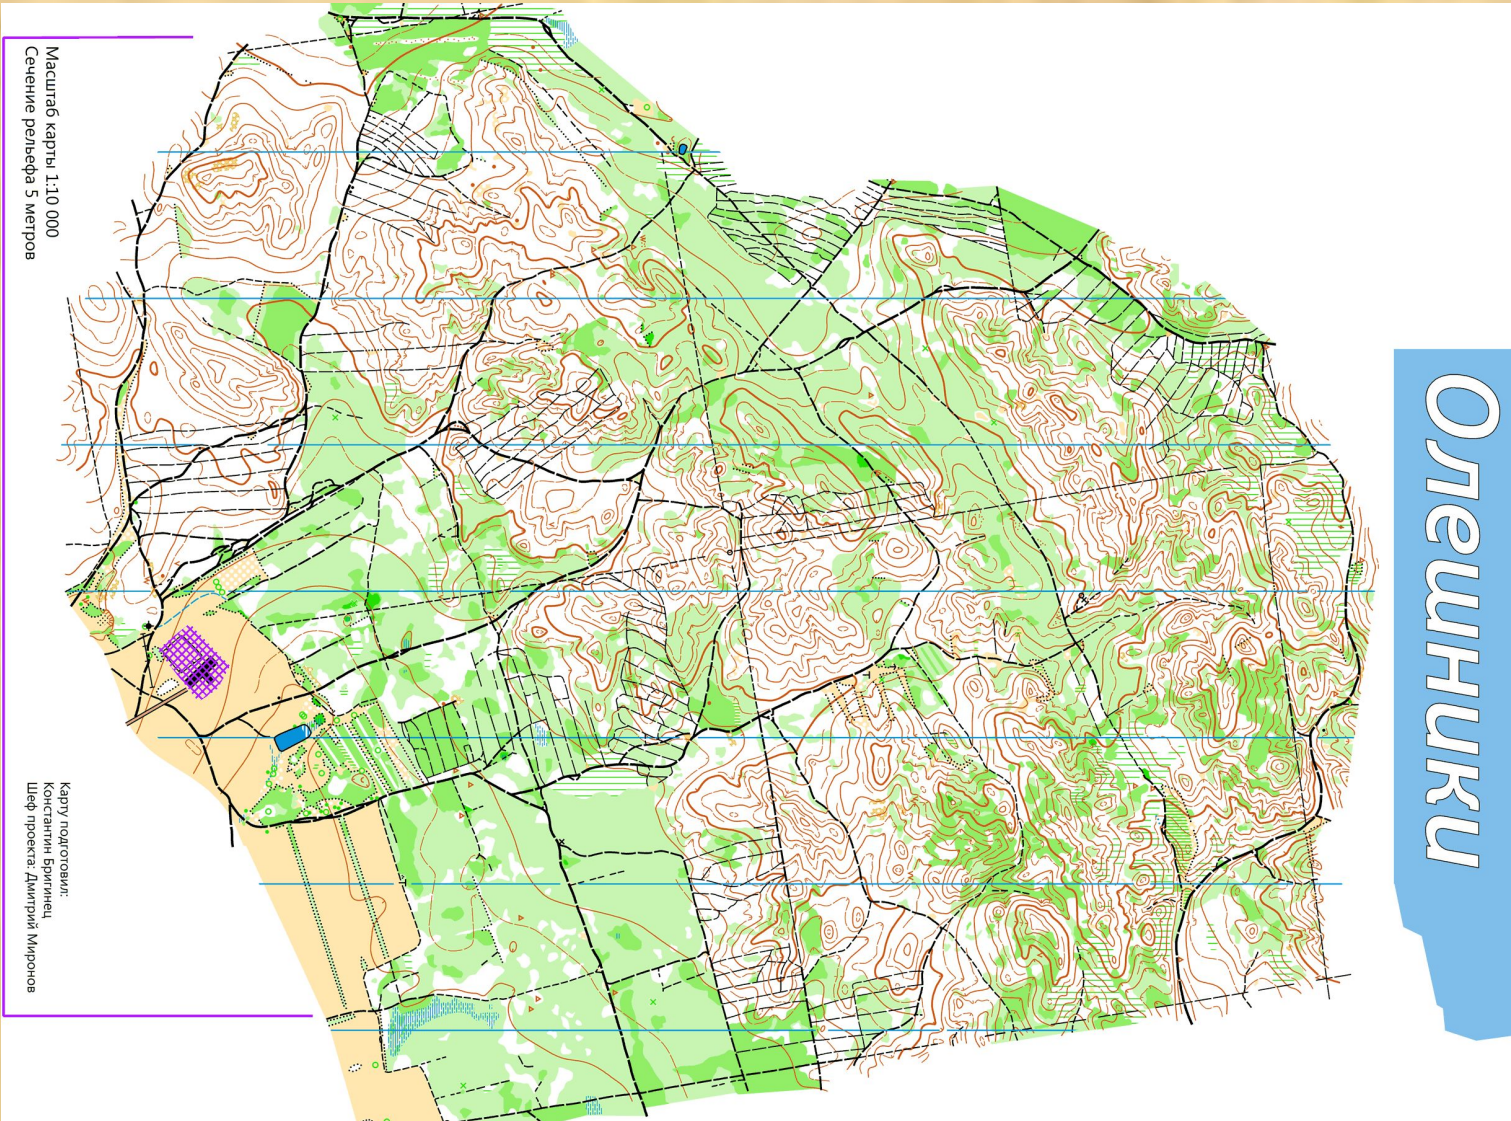 Олешники
Масштаб карты 1:10 000
Сечение рельефа 5 метров
Карту подготовил:
Константин Бригинец
Шеф проекта: Дмитрий Миронов